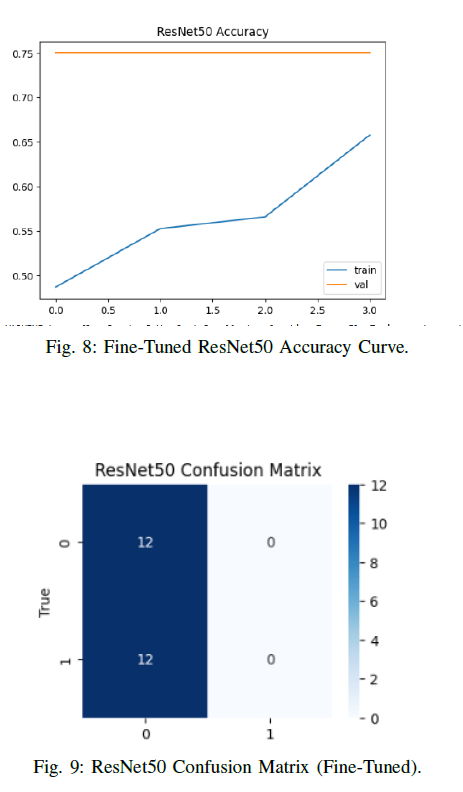 ResNet50 Accuracy
0.75
0.70
0.65
0.60
0.55
0.50
train
val
0.0 0.5 1.0 1.5 2.0 2.5 3.0
Fig. 8: Fine-Tuned ResNet50 Accuracy Curve.
ResNet50 Confusion Matrix
12
0 12 0 10
8
True
6
4
1 12 0
2
0
0 1
Fig. 9: ResNet50 Confusion Matrix (Fine-Tuned).